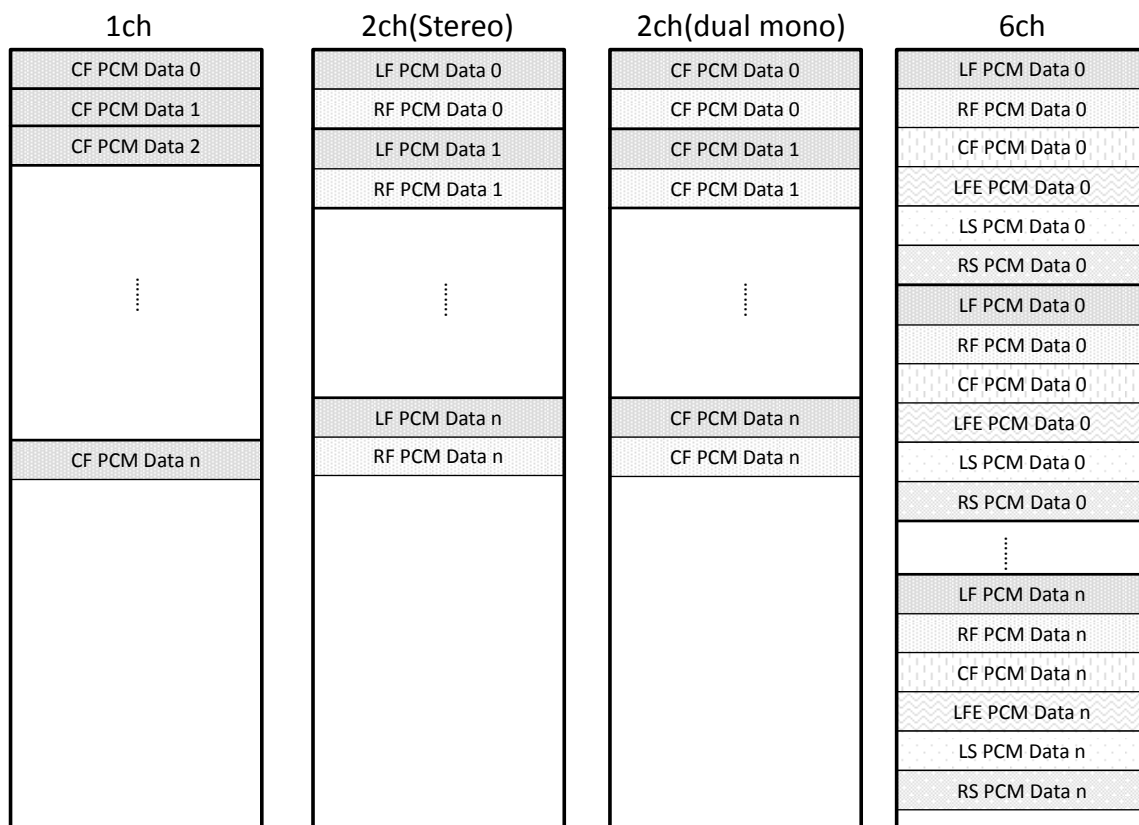 1ch
CF PCM Data 0
CF PCM Data 1
CF PCM Data 2
CF PCM Data n
2ch(Stereo)
LF PCM Data 0
RF PCM Data 0
LF PCM Data 1
RF PCM Data 1
LF PCM Data n
RF PCM Data n
2ch(dual mono)
CF PCM Data 0
CF PCM Data 0
CF PCM Data 1
CF PCM Data 1
CF PCM Data n
CF PCM Data n
6ch
LF PCM Data 0
RF PCM Data 0
CF PCM Data 0
LFE PCM Data 0
LS PCM Data 0
RS PCM Data 0
LF PCM Data 0
RF PCM Data 0
CF PCM Data 0
LFE PCM Data 0
LS PCM Data 0
RS PCM Data 0
LF PCM Data n
RF PCM Data n
CF PCM Data n
LFE PCM Data n
LS PCM Data n
RS PCM Data n